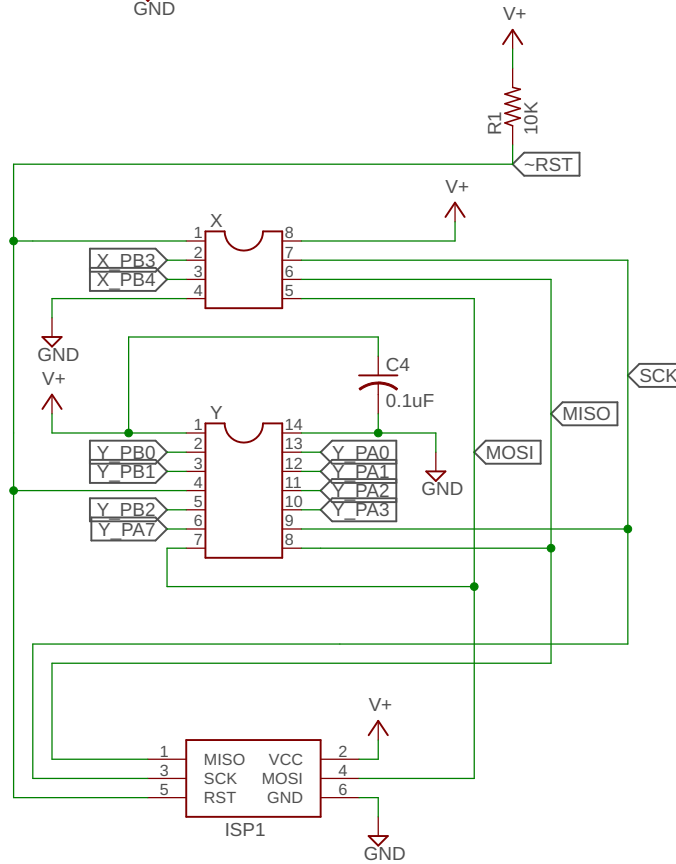 GND
V+
R1
10K
~RST
V+
X
1 8
X_PB3 2 7
X_PB4 3 6
4 5
GND
V+
C4
0.1uF
SCK
MISO
MOSI
Y
1 14
Y_PB0 2 13 Y_PA0
Y_PB1 3 12 Y_PA1
4 11 Y_PA2
Y_PB2 5 10 Y_PA3
Y_PA7 6 9
7 8
GND
V+
1 MISO VCC 2
3 SCK MOSI 4
5 RST GND 6
ISP1
GND